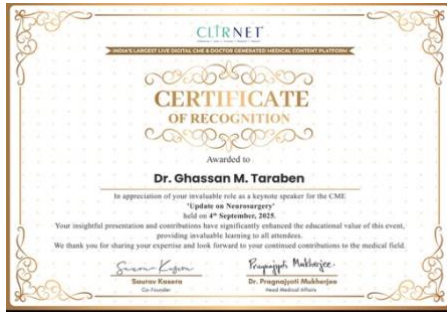 CLIRNET
INDIA'S LARGEST LIVE DIGITAL CME & DOCTOR GENERATED MEDICAL CONTENT PLATFORM
CERTIFICATE
OF RECOGNITION
Awarded to
Dr. Ghassan M. Taraben
In appreciation of your invaluable role as a keynote speaker for the CME
"Update on Neurosurgery"
held on 4th September, 2025.
Your insightful presentation and contributions have significantly enhanced the educational value of this event,
providing invaluable learning to all attendees.
We thank you for sharing your expertise and look forward to your continued contributions to the medical field.
Pragnajyoti Mukherjee.
Saurav Kasera
Dr. Pragnajyoti Mukherjee
Co-Founder
Head Medical Affairs